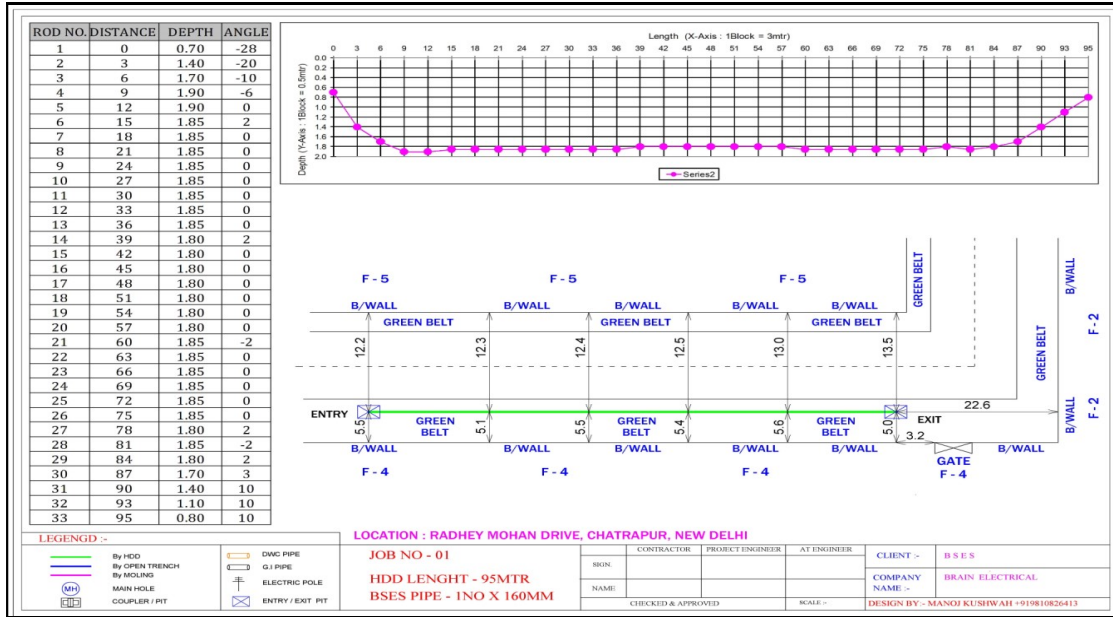 ROD NO. DISTANCE DEPTH ANGLE
1 0 0.70 -28
2 3 1.40 -20
3 6 1.70 -10
4 9 1.90 -6
5 12 1.90 0
6 15 1.85 2
7 18 1.85 0
8 21 1.85 0
9 24 1.85 0
10 27 1.85 0
11 30 1.85 0
12 33 1.85 0
13 36 1.85 0
14 39 1.80 2
15 42 1.80 0
16 45 1.80 0
17 48 1.80 0
18 51 1.80 0
19 54 1.80 0
20 57 1.80 0
21 60 1.85 -2
22 63 1.85 0
23 66 1.85 0
24 69 1.85 0
25 72 1.85 0
26 75 1.85 0
27 78 1.80 2
28 81 1.85 -2
29 84 1.80 2
30 87 1.70 3
31 90 1.40 10
32 93 1.10 10
33 95 0.80 10
Length (X-Axis : 1Block = 3mtr)
0 3 6 9 12 15 18 21 24 27 30 33 36 39 42 45 48 51 54 57 60 63 66 69 72 75 78 81 84 87 90 93 95
Depth (Y-Axis : 1Block = 0.5mtr)
0.0
0.2
0.4
0.6
0.8
1.0
1.2
1.4
1.6
1.8
2.0
Series2
F - 5 F - 5 F - 5
B/WALL B/WALL B/WALL B/WALL B/WALL
GREEN BELT GREEN BELT GREEN BELT
GREEN BELT
B/WALL
F - 2
GREEN BELT
12.2 12.3 12.4 12.5 13.0 13.5
ENTRY
EXIT
22.6
B/WALL
F - 2
GREEN BELT GREEN BELT GREEN BELT
5.5 5.1 5.5 5.4 5.6 5.0
3.2
B/WALL B/WALL B/WALL B/WALL B/WALL B/WALL
GATE
F - 4 F - 4 F - 4 F - 4
LEGENGD :-
By HDD
By OPEN TRENCH
By MOLING
MH MAIN HOLE
COUPLER / PIT
DWC PIPE
G.I PIPE
ELECTRIC POLE
ENTRY / EXIT PIT
LOCATION : RADHEY MOHAN DRIVE, CHATRAPUR, NEW DELHI
JOB NO - 01
HDD LENGHT - 95MTR
BSES PIPE - 1NO X 160MM
CONTRACTOR PROJECT ENGINEER AT ENGINEER
SIGN.
NAME
CHECKED & APPROVED SCALE :-
CLIENT :- B S E S
COMPANY NAME :- BRAIN ELECTRICAL
DESIGN BY:- MANOJ KUSHWAH +919810826413